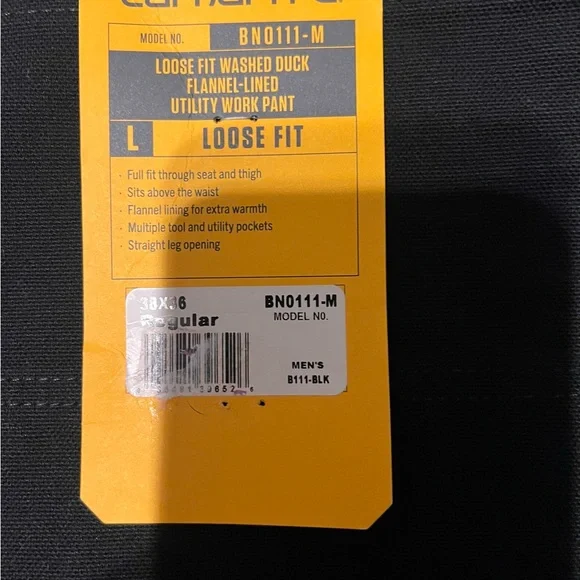 MODEL NO. BN0111-M
LOOSE FIT WASHED DUCK
FLANNEL-LINED
UTILITY WORK PANT
L LOOSE FIT
· Full fit through seat and thigh
· Sits above the waist
· Flannel lining for extra warmth
· Multiple tool and utility pockets
· Straight leg opening
38X36 BN0111-M
Regular MODEL NO.
MEN'S
B111-BLK